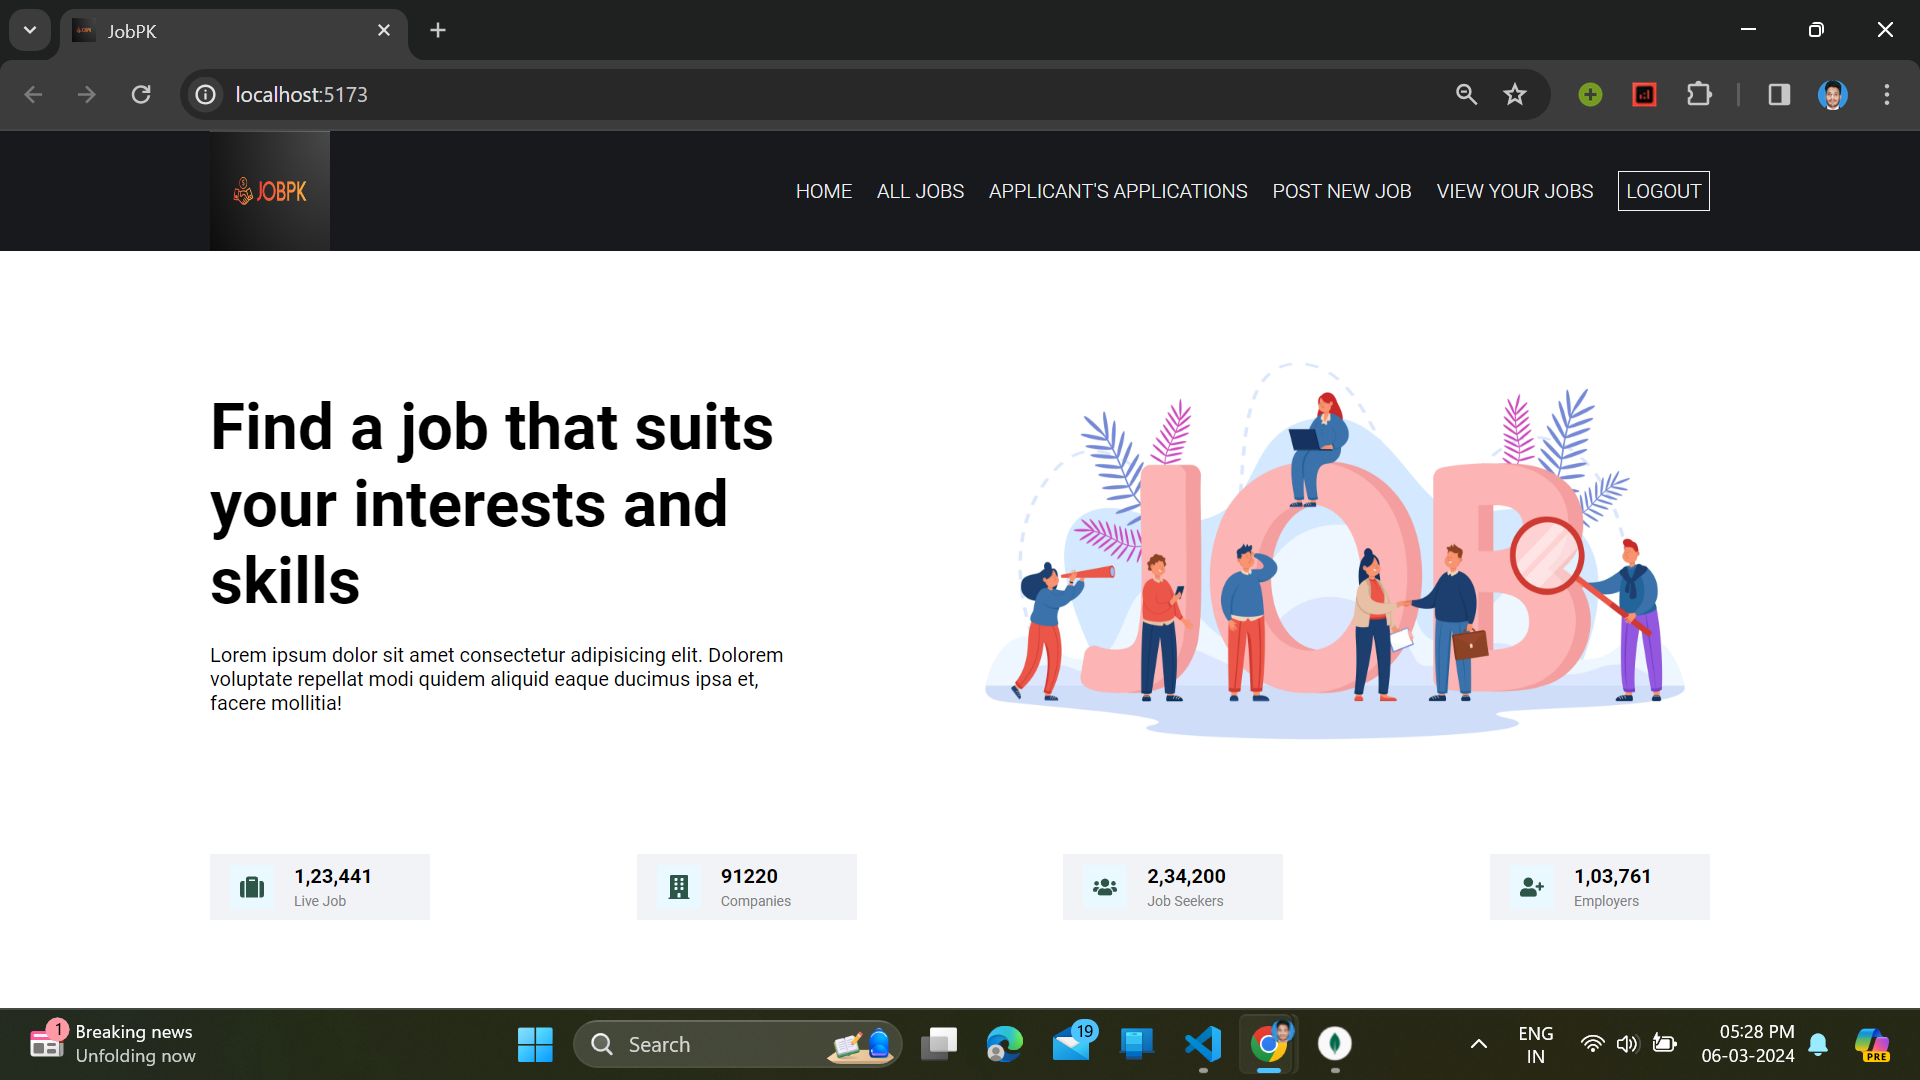 JobPK
localhost:5173
JOBPK
HOME ALL JOBS APPLICANT'S APPLICATIONS POST NEW JOB VIEW YOUR JOBS LOGOUT
Find a job that suits
your interests and
skills
Lorem ipsum dolor sit amet consectetur adipisicing elit. Dolorem
voluptate repellat modi quidem aliquid eaque ducimus ipsa et,
facere mollitia!
JOB
1,23,441
Live Job
91220
Companies
2,34,200
Job Seekers
1,03,761
Employers
1
Breaking news
Unfolding now
Search
19
ENG
IN
05:28 PM
06-03-2024
PRE